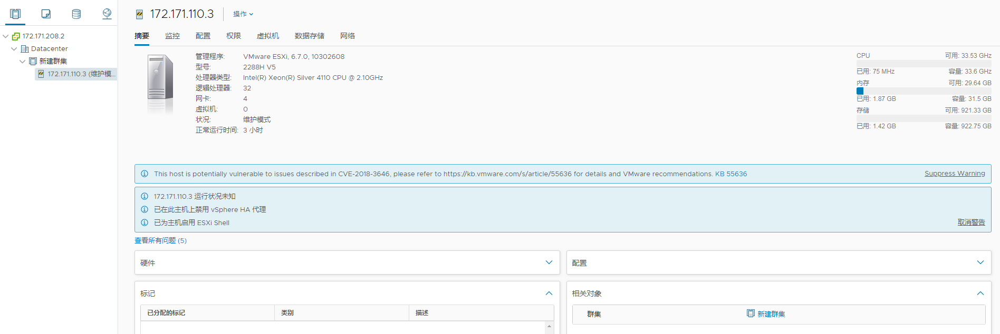 172.171.110.3 操作
172.171.208.2
Datacenter
新建群集
172.171.110.3 (维护模...
摘要 监控 配置 权限 虚拟机 数据存储 网络
管理程序: VMware ESXi, 6.7.0, 10302608
型号: 2288H V5
处理器类型: Intel(R) Xeon(R) Silver 4110 CPU @ 2.10GHz
逻辑处理器: 32
网卡: 4
虚拟机: 0
状况: 维护模式
正常运行时间: 3 小时
CPU 可用: 33.53 GHz
已用: 75 MHz 容量: 33.6 GHz
内存 可用: 29.64 GB
已用: 1.87 GB 容量: 31.5 GB
存储 可用: 921.33 GB
已用: 1.42 GB 容量: 922.75 GB
This host is potentially vulnerable to issues described in CVE-2018-3646, please refer to https://kb.vmware.com/s/article/55636 for details and VMware recommendations. KB 55636 Suppress Warning
172.171.110.3 运行状况未知
已在此主机上禁用 vSphere HA 代理
已为主机启用 ESXi Shell 取消警告
查看所有问题 (5)
硬件
配置
标记
已分配的标记 类别 描述
相关对象
群集 新建群集